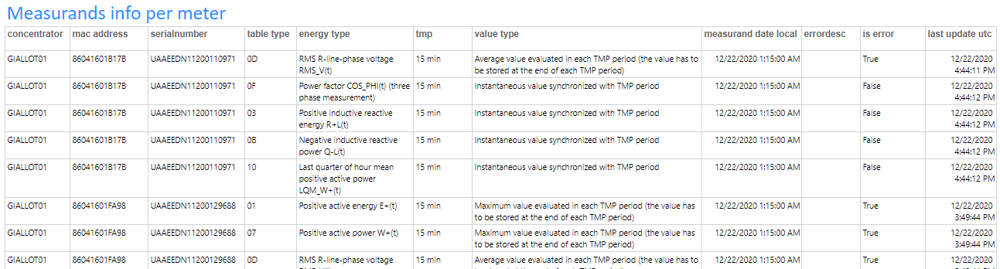 Measurands info per meter
concentrator mac address serialnumber table type energy type tmp value type measurand date local errordesc is error last update utc
GIALLOT01 86041601B17B UAAEEDN11200110971 0D RMS R-line-phase voltage 15 min Average value evaluated in each TMP period (the value has to 12/22/2020 1:15:00 AM True 12/22/2020
RMS_V(t) be stored at the end of each TMP period) 4:44:11 PM
GIALLOT01 86041601B17B UAAEEDN11200110971 0F Power factor COS_PHI(t) (three 15 min Instantaneous value synchronized with TMP period 12/22/2020 1:15:00 AM False 12/22/2020
phase measurement) 4:44:12 PM
GIALLOT01 86041601B17B UAAEEDN11200110971 03 Positive inductive reactive 15 min Instantaneous value synchronized with TMP period 12/22/2020 1:15:00 AM False 12/22/2020
energy R+L(t) 4:44:12 PM
GIALLOT01 86041601B17B UAAEEDN11200110971 0B Negative inductive reactive 15 min Instantaneous value synchronized with TMP period 12/22/2020 1:15:00 AM False 12/22/2020
power Q-L(t) 4:44:12 PM
GIALLOT01 86041601B17B UAAEEDN11200110971 10 Last quarter of hour mean 15 min Instantaneous value synchronized with TMP period 12/22/2020 1:15:00 AM False 12/22/2020
positive active power 4:44:12 PM
LQM_W+(t)
GIALLOT01 86041601FA98 UAAEEDN11200129688 01 Positive active energy E+(t) 15 min Maximum value evaluated in each TMP period (the value has 12/22/2020 1:15:00 AM True 12/22/2020
to be stored at the end of each TMP period) 3:49:44 PM
GIALLOT01 86041601FA98 UAAEEDN11200129688 07 Positive active power W+(t) 15 min Maximum value evaluated in each TMP period (the value has 12/22/2020 1:15:00 AM True 12/22/2020
to be stored at the end of each TMP period) 3:49:44 PM
GIALLOT01 86041601FA98 UAAEEDN11200129688 0D RMS R-line-phase voltage 15 min Average value evaluated in each TMP period (the value has to 12/22/2020 1:15:00 AM True 12/22/2020